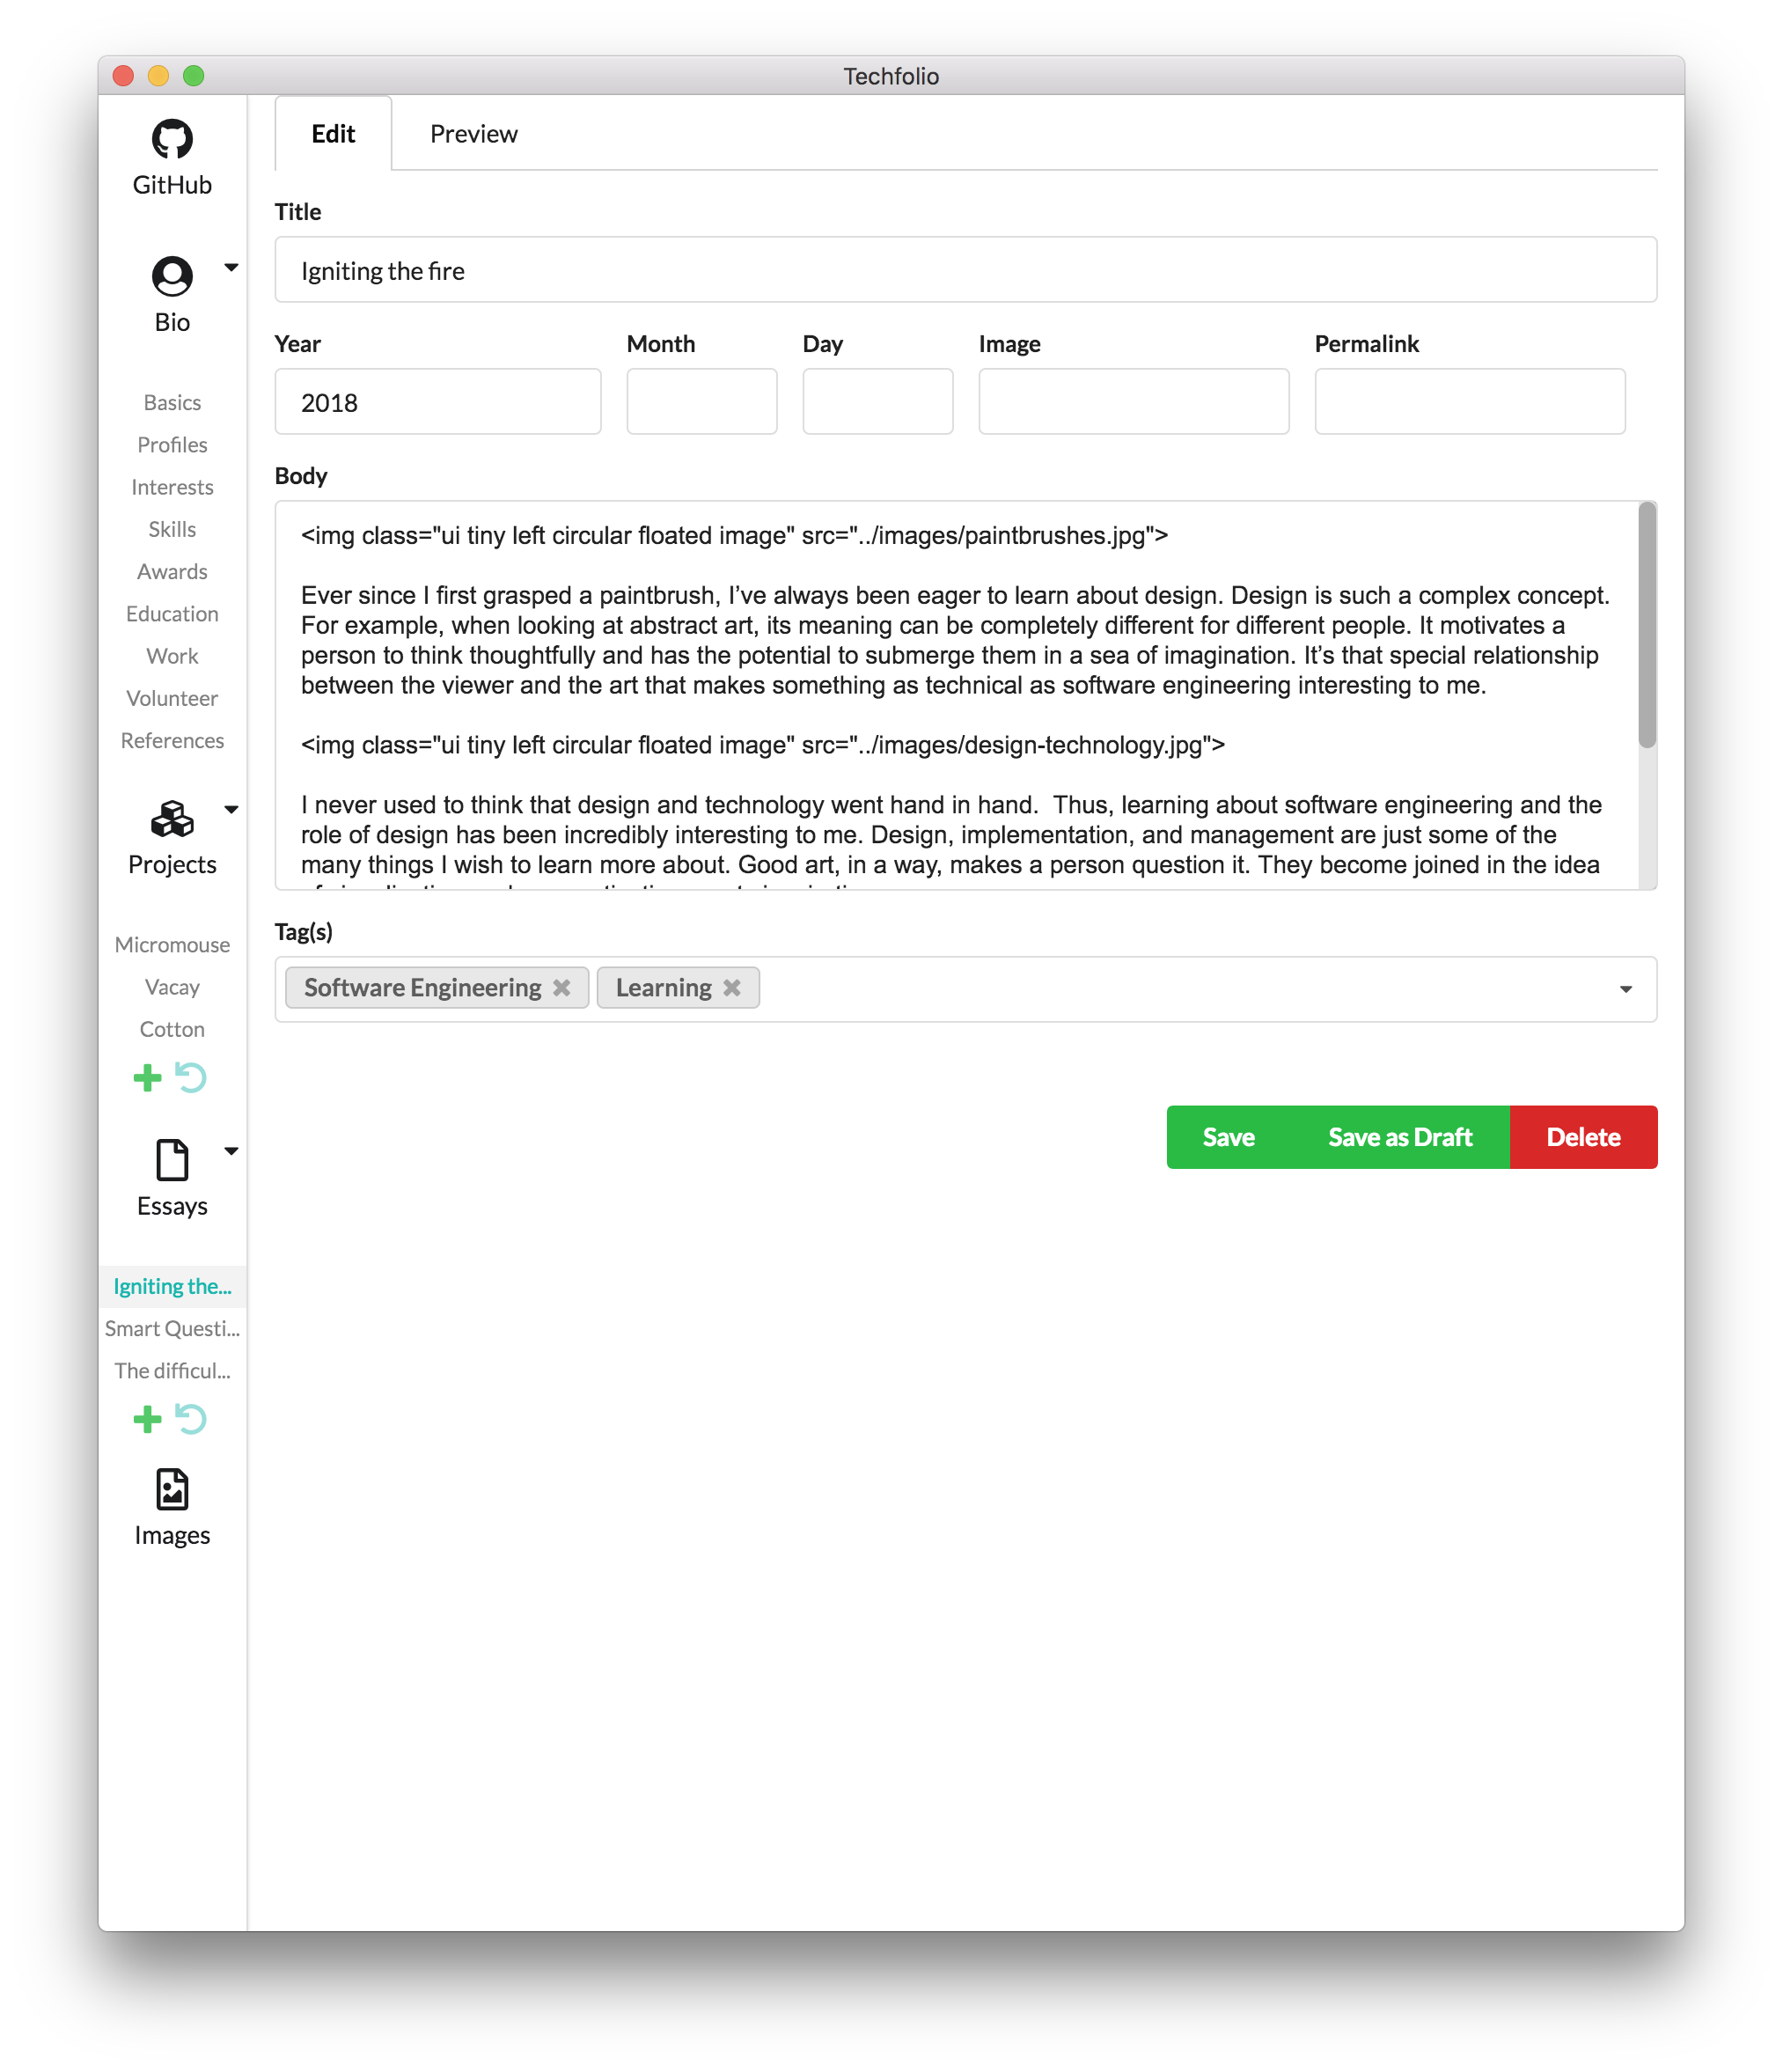 Techfolio
GitHub
Bio
Basics
Profiles
Interests
Skills
Awards
Education
Work
Volunteer
References
Projects
Micromouse
Vacay
Cotton
Essays
Igniting the...
Smart Questi...
The difficul...
Images
Edit
Preview
Title
Igniting the fire
Year Month Day Image Permalink
2018
Body
<img class="ui tiny left circular floated image" src="../images/paintbrushes.jpg">
Ever since I first grasped a paintbrush, I’ve always been eager to learn about design. Design is such a complex concept.
For example, when looking at abstract art, its meaning can be completely different for different people. It motivates a
person to think thoughtfully and has the potential to submerge them in a sea of imagination. It’s that special relationship
between the viewer and the art that makes something as technical as software engineering interesting to me.
<img class="ui tiny left circular floated image" src="../images/design-technology.jpg">
I never used to think that design and technology went hand in hand.  Thus, learning about software engineering and the
role of design has been incredibly interesting to me. Design, implementation, and management are just some of the
many things I wish to learn more about. Good art, in a way, makes a person question it. They become joined in the idea
Tag(s)
Software Engineering
Learning
Save
Save as Draft
Delete